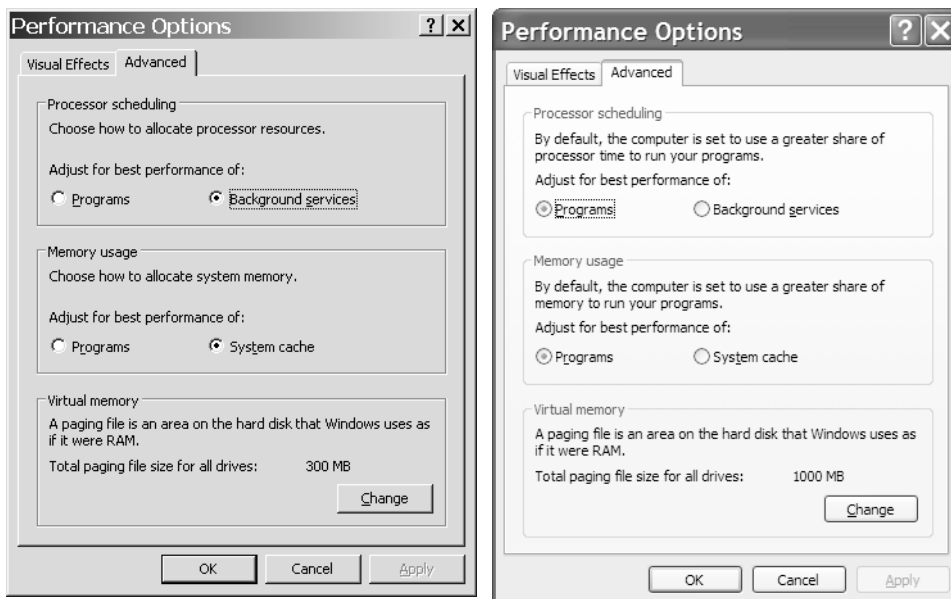 Performance Options
?
X
Visual Effects
Advanced
Processor scheduling
Choose how to allocate processor resources.
Adjust for best performance of:
Programs
Background services
Memory usage
Choose how to allocate system memory.
Adjust for best performance of:
Programs
System cache
Virtual memory
A paging file is an area on the hard disk that Windows uses as
if it were RAM.
Total paging file size for all drives: 300 MB
Change
OK
Cancel
Apply
Performance Options
?
X
Visual Effects
Advanced
Processor scheduling
By default, the computer is set to use a greater share of
processor time to run your programs.
Adjust for best performance of:
Programs
Background services
Memory usage
By default, the computer is set to use a greater share of
memory to run your programs.
Adjust for best performance of:
Programs
System cache
Virtual memory
A paging file is an area on the hard disk that Windows uses as
if it were RAM.
Total paging file size for all drives: 1000 MB
Change
OK
Cancel
Apply